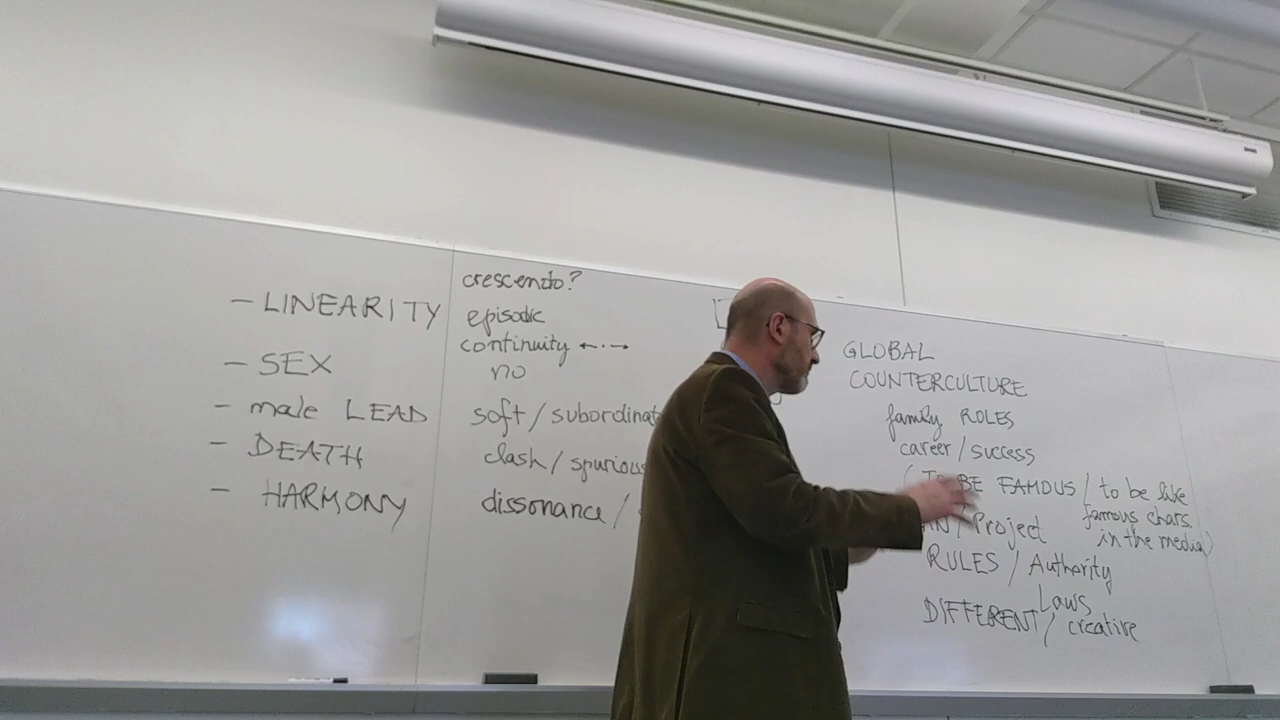 crescendo?
– LINEARITY episodic
continuity ←·→
– SEX no
– male LEAD soft / subordinat
– DEATH clash / spurious
– HARMONY dissonance /
GLOBAL
COUNTERCULTURE
family ROLES
career / success
BE FAMOUS / to be like
famous chars.
in the media)
/ Project
RULES / Authority
Laws
DIFFERENT / creative